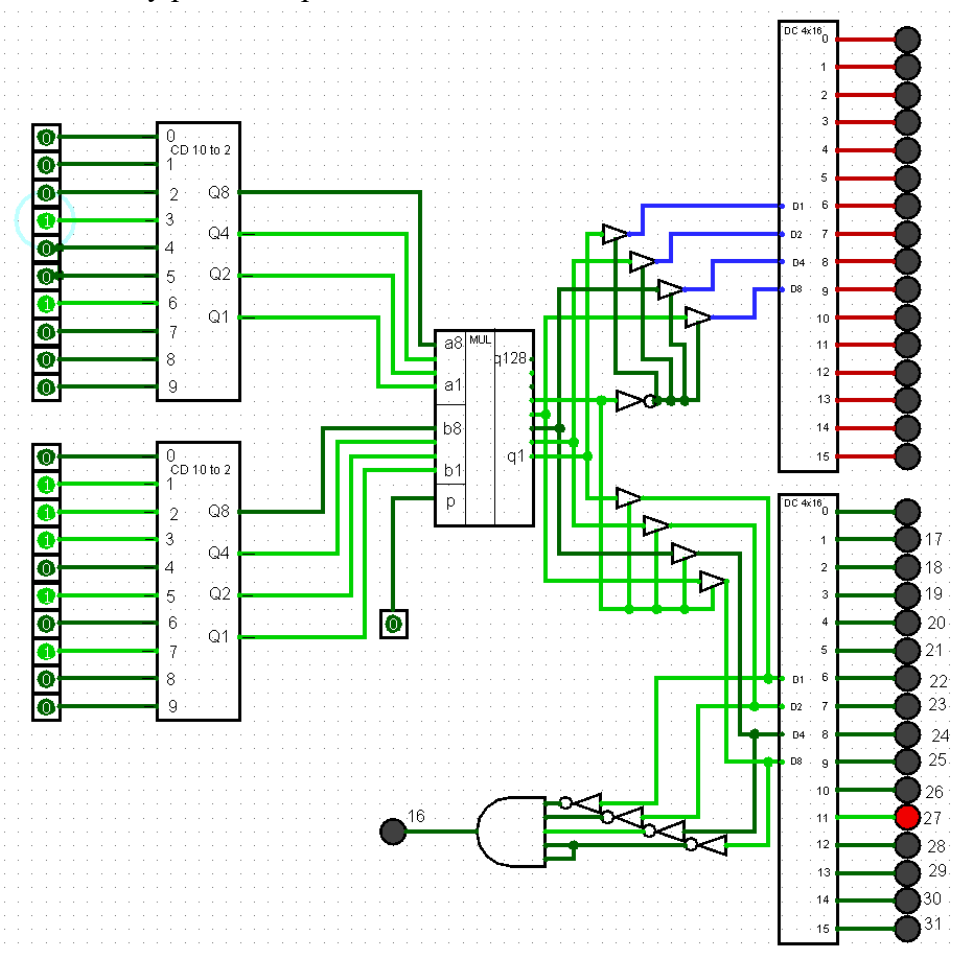 DC 4x16
0
1
2
3
4
5
D1 6
D2 7
D4 8
D8 9
10
11
12
13
14
15
0 0
CD 10 to 2
0 1
0 2 Q8
1 3
0 4 Q4
0 5 Q2
1 6
0 7 Q1
0 8
0 9
a8 MUL q128
a1
b8
b1 q1
p
0
0 0
CD 10 to 2
1 1
1 2 Q8
1 3
0 4 Q4
1 5 Q2
0 6
1 7 Q1
0 8
0 9
DC 4x16
0
1 17
2 18
3 19
4 20
5 21
D1 6 22
D2 7 23
D4 8 24
D8 9 25
10 26
11 27
12 28
13 29
14 30
15 31
16